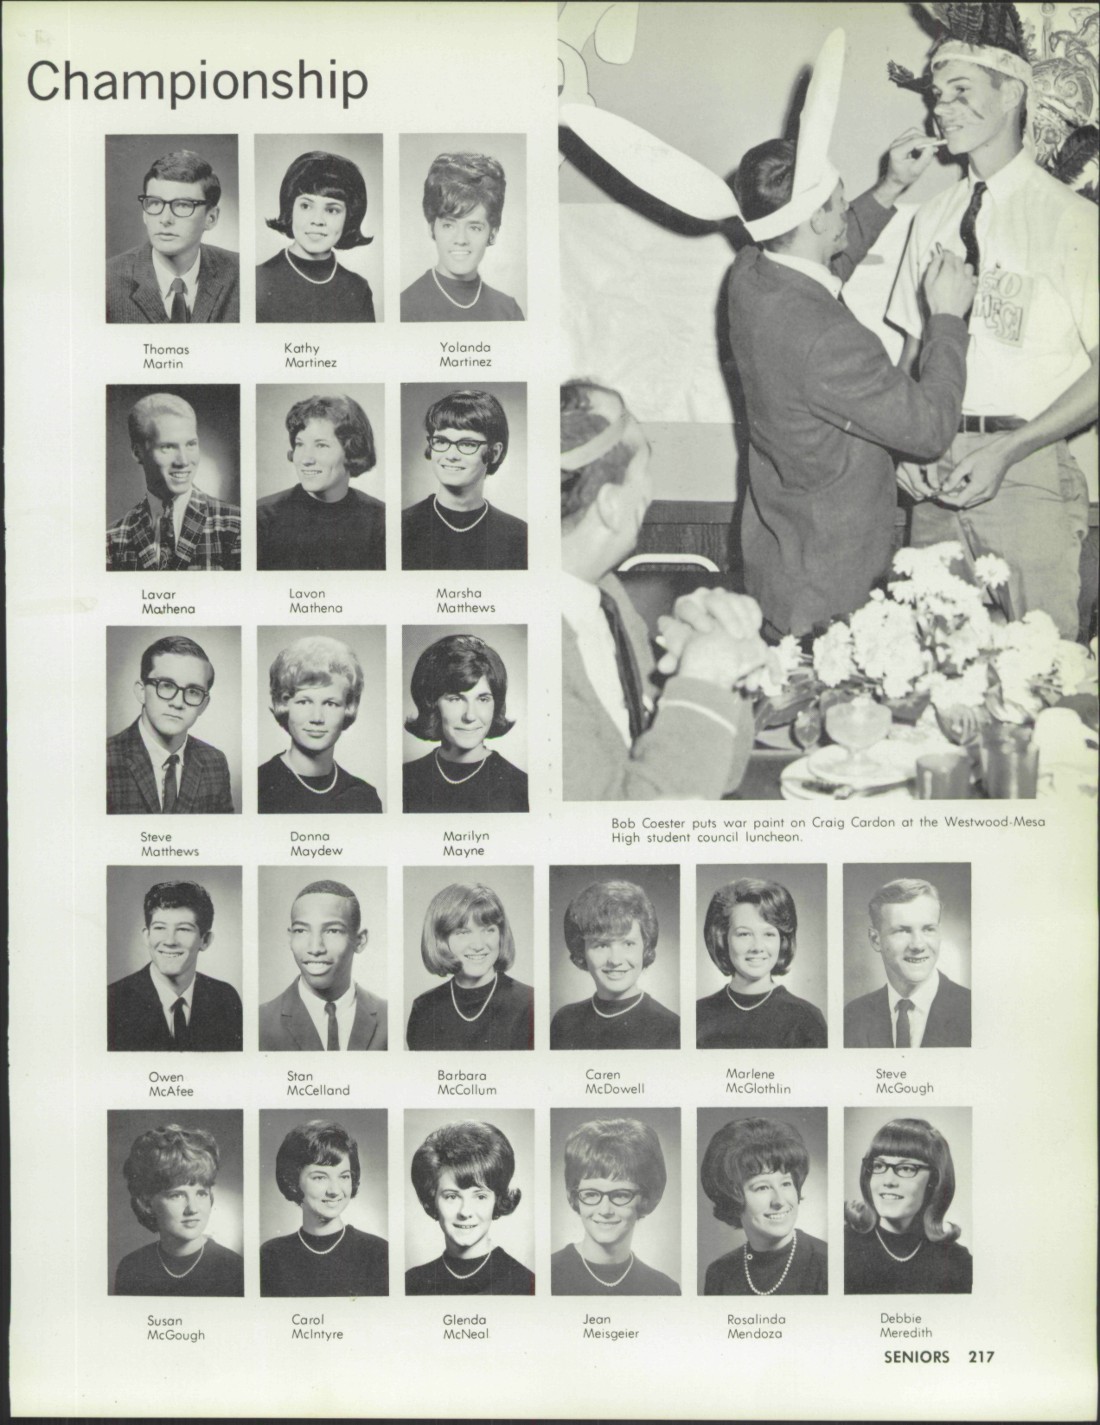 Championship
Thomas
Martin
Kathy
Martinez
Yolanda
Martinez
Lavar
Mathena
Lavon
Mathena
Marsha
Matthews
Steve
Matthews
Donna
Maydew
Marilyn
Mayne
GO
MESA
Bob Coester puts war paint on Craig Cardon at the Westwood-Mesa
High student council luncheon.
Owen
McAfee
Stan
McCelland
Barbara
McCollum
Caren
McDowell
Marlene
McGlothlin
Steve
McGough
Susan
McGough
Carol
McIntyre
Glenda
McNeal
Jean
Meisgeier
Rosalinda
Mendoza
Debbie
Meredith
SENIORS 217